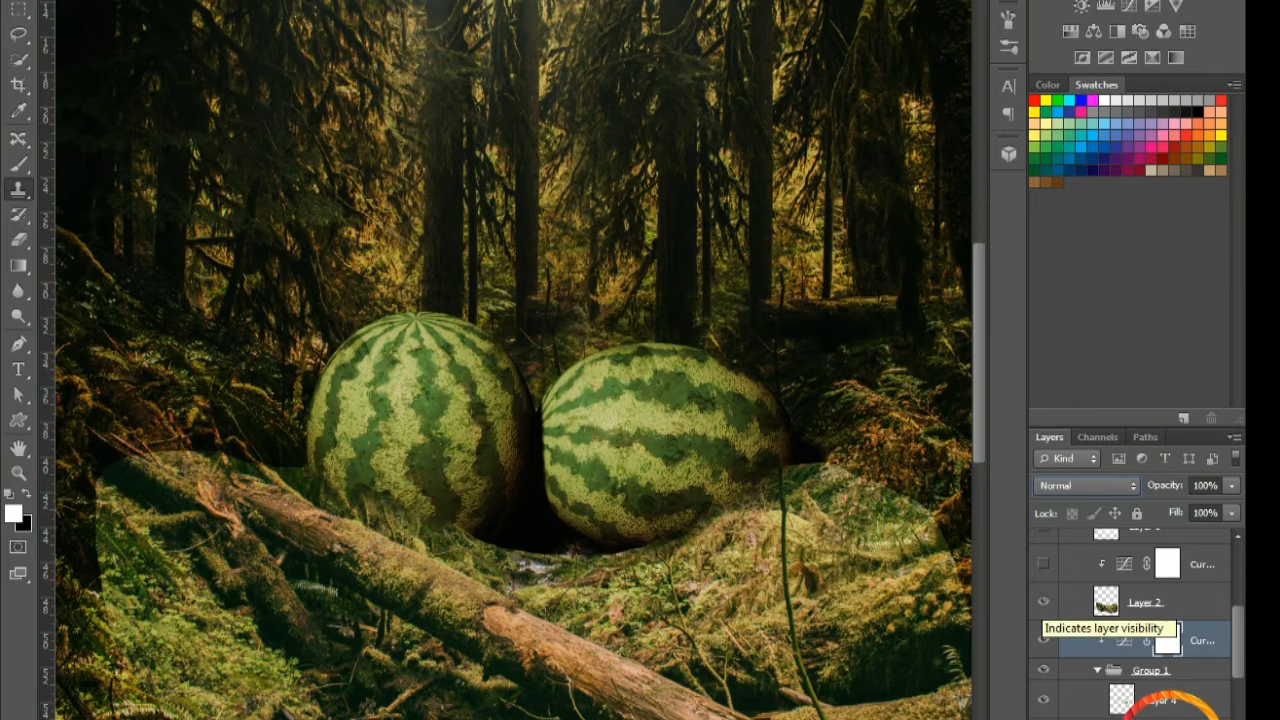 Color Swatches
Layers Channels Paths
Kind
Normal Opacity: 100%
Lock: Fill: 100%
Cur...
Layer 2
Indicates layer visibility
Cur...
Group 1